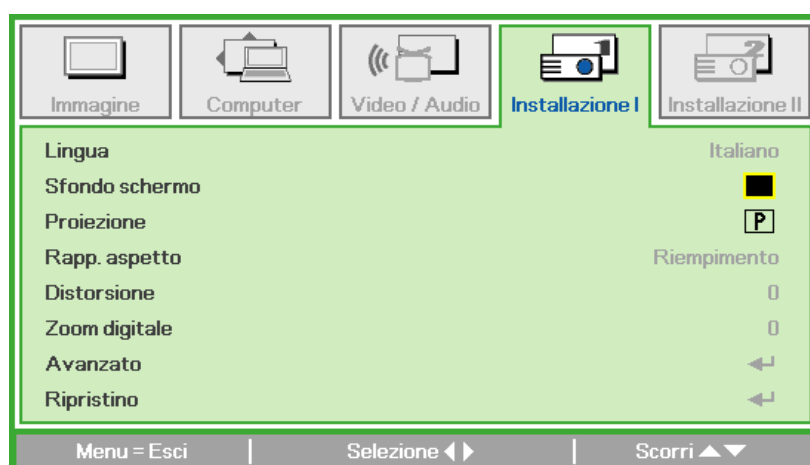 Immagine
Computer
Video / Audio
Installazione I
Installazione II
Lingua Italiano
Sfondo schermo
Proiezione P
Rapp. aspetto Riempimento
Distorsione 0
Zoom digitale 0
Avanzato
Ripristino
Menu = Esci Selezione Scorri